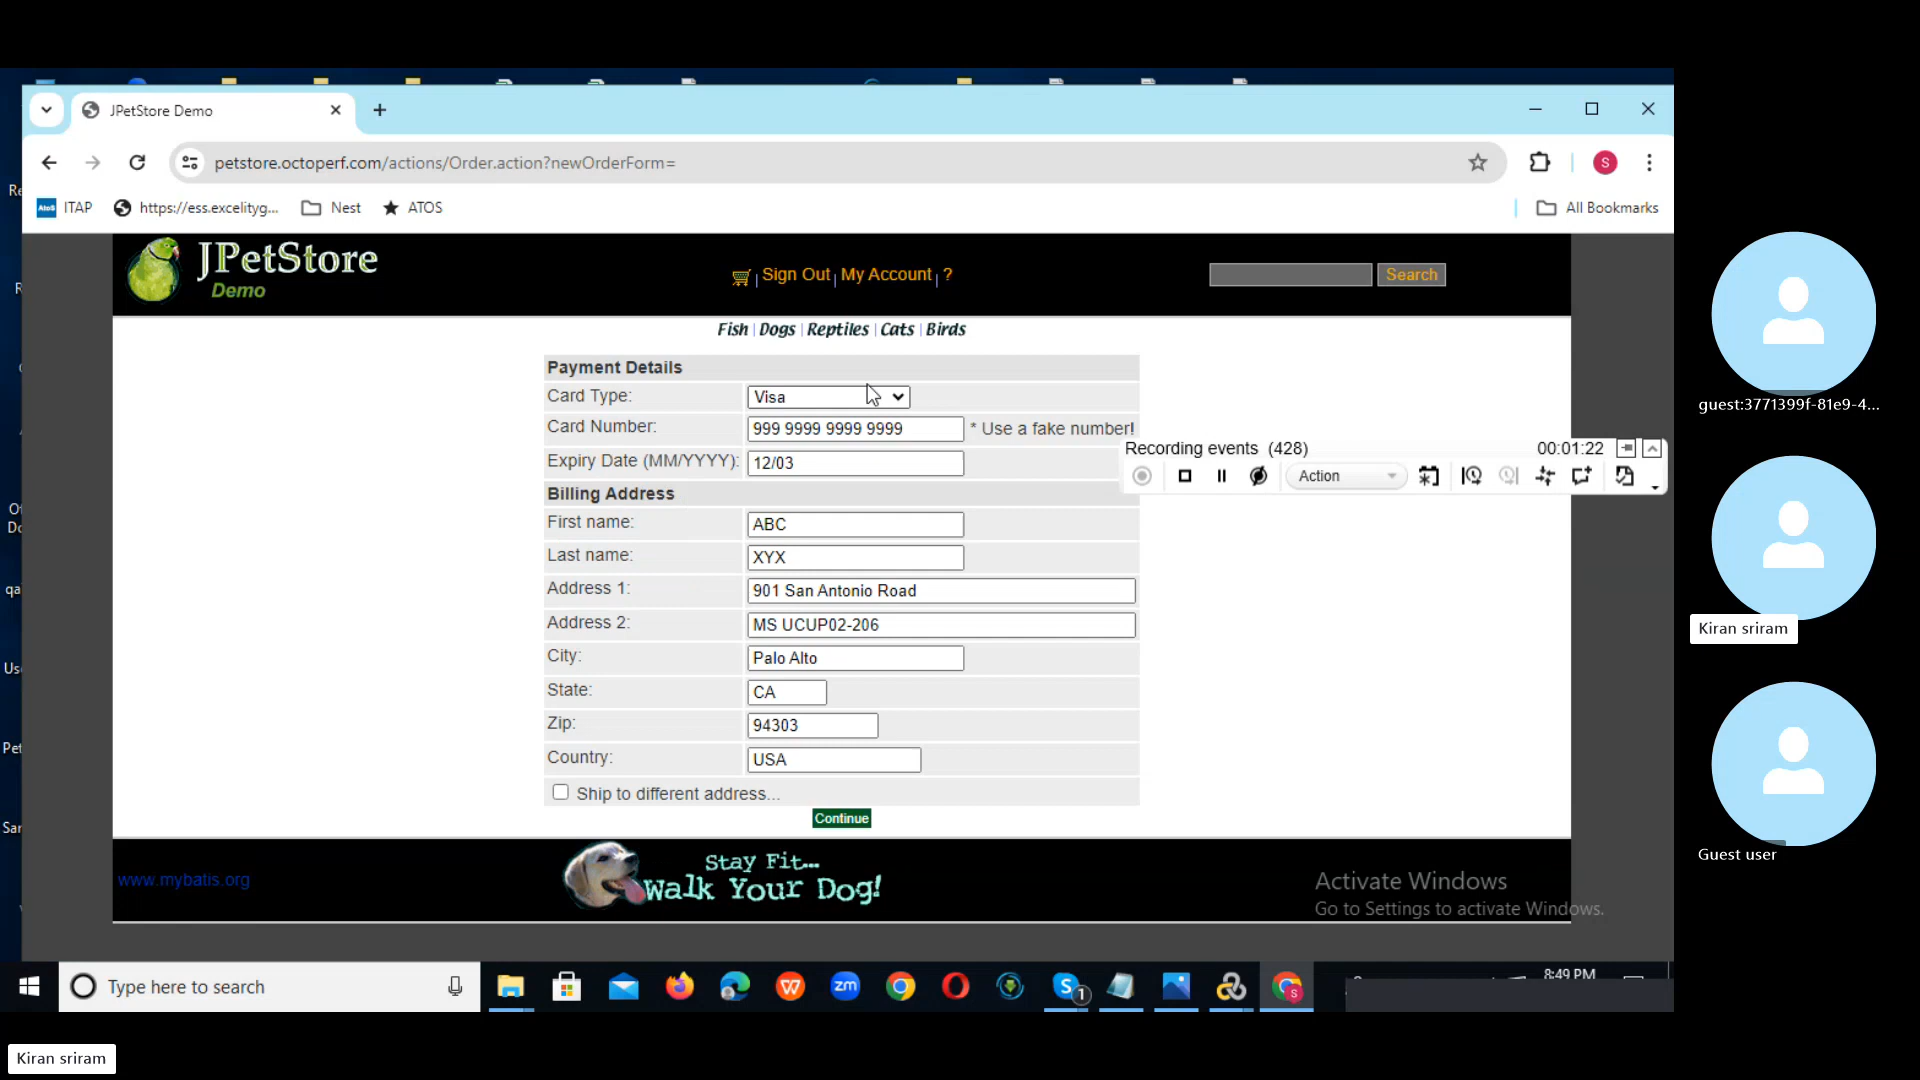 JPetStore Demo
petstore.octoperf.com/actions/Order.action?newOrderForm=
S
Atos ITAP
https://ess.excelityg...
Nest
ATOS
All Bookmarks
JPetStore
Demo
Sign Out | My Account | ?
Search
Fish | Dogs | Reptiles | Cats | Birds
Payment Details
Card Type: Visa
Card Number: 999 9999 9999 9999 * Use a fake number!
Expiry Date (MM/YYYY): 12/03
Recording events (428) 00:01:22
Action
Billing Address
First name: ABC
Last name: XYX
Address 1: 901 San Antonio Road
Address 2: MS UCUP02-206
City: Palo Alto
State: CA
Zip: 94303
Country: USA
Ship to different address...
Continue
www.mybatis.org
Stay Fit...
Walk Your Dog!
Activate Windows
Go to Settings to activate Windows.
Type here to search
zm
S 1
S
8:49 PM
guest:3771399f-81e9-4...
Kiran sriram
Guest user
Kiran sriram